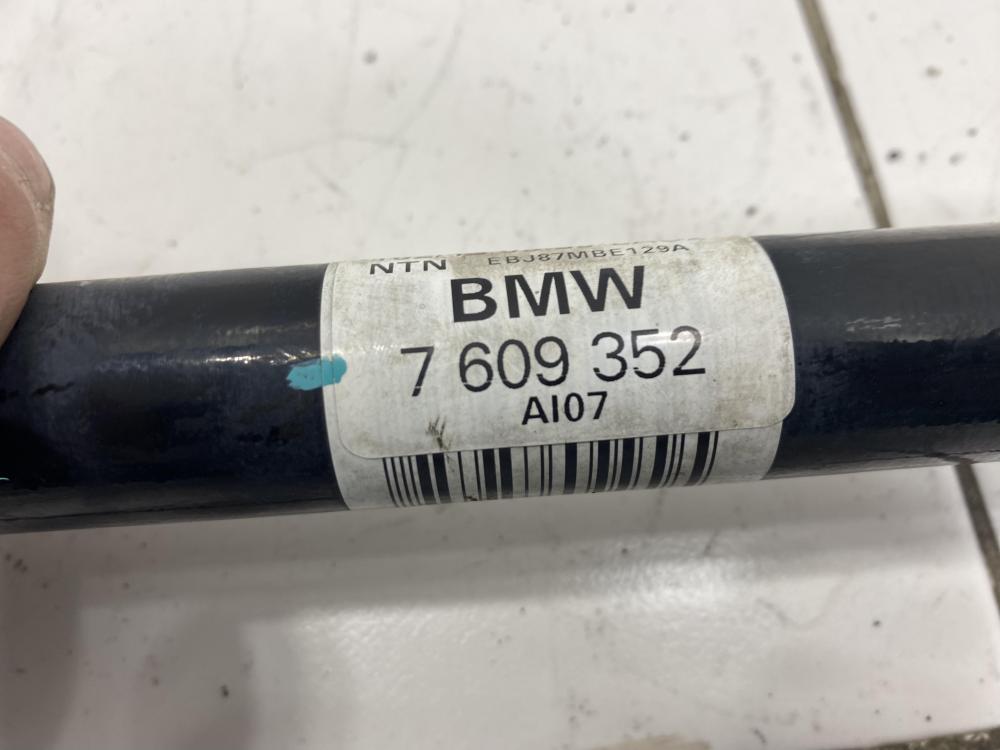 NTN EBJ87MBE129A
BMW
7 609 352
AI07